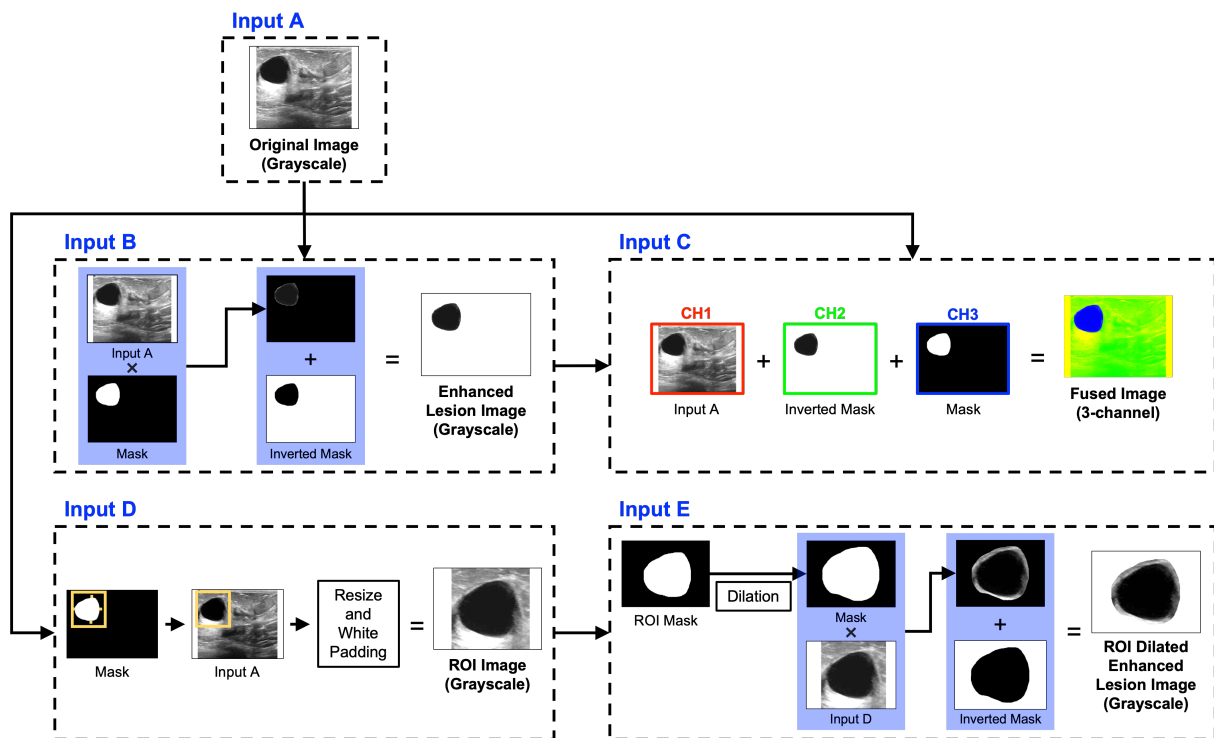 Input A
Original Image
(Grayscale)
Input B
Input A
×
Mask
+
Inverted Mask
=
Enhanced
Lesion Image
(Grayscale)
Input C
CH1
CH2
CH3
+
+
=
Input A
Inverted Mask
Mask
Fused Image
(3-channel)
Input D
Mask
Input A
Resize
and
White
Padding
=
ROI Image
(Grayscale)
Input E
ROI Mask
Dilation
Mask
×
Input D
+
Inverted Mask
=
ROI Dilated
Enhanced
Lesion Image
(Grayscale)